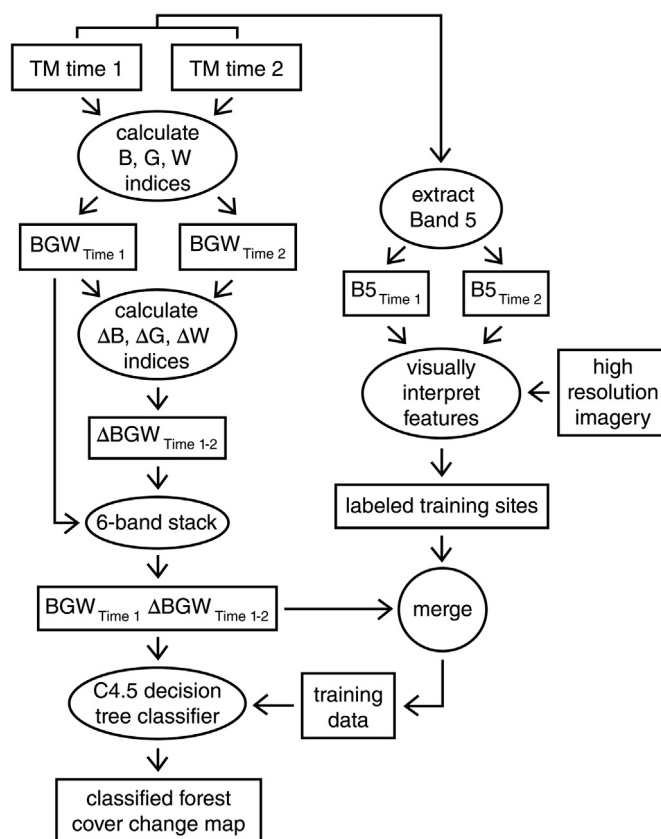 TM time 1
TM time 2
calculate
B, G, W
indices
extract
Band 5
BGW Time 1
BGW Time 2
B5 Time 1
B5 Time 2
calculate
ΔB, ΔG, ΔW
indices
visually
interpret
features
high
resolution
imagery
ΔBGW Time 1-2
labeled training sites
6-band stack
BGW Time 1 ΔBGW Time 1-2
merge
C4.5 decision
tree classifier
training
data
classified forest
cover change map